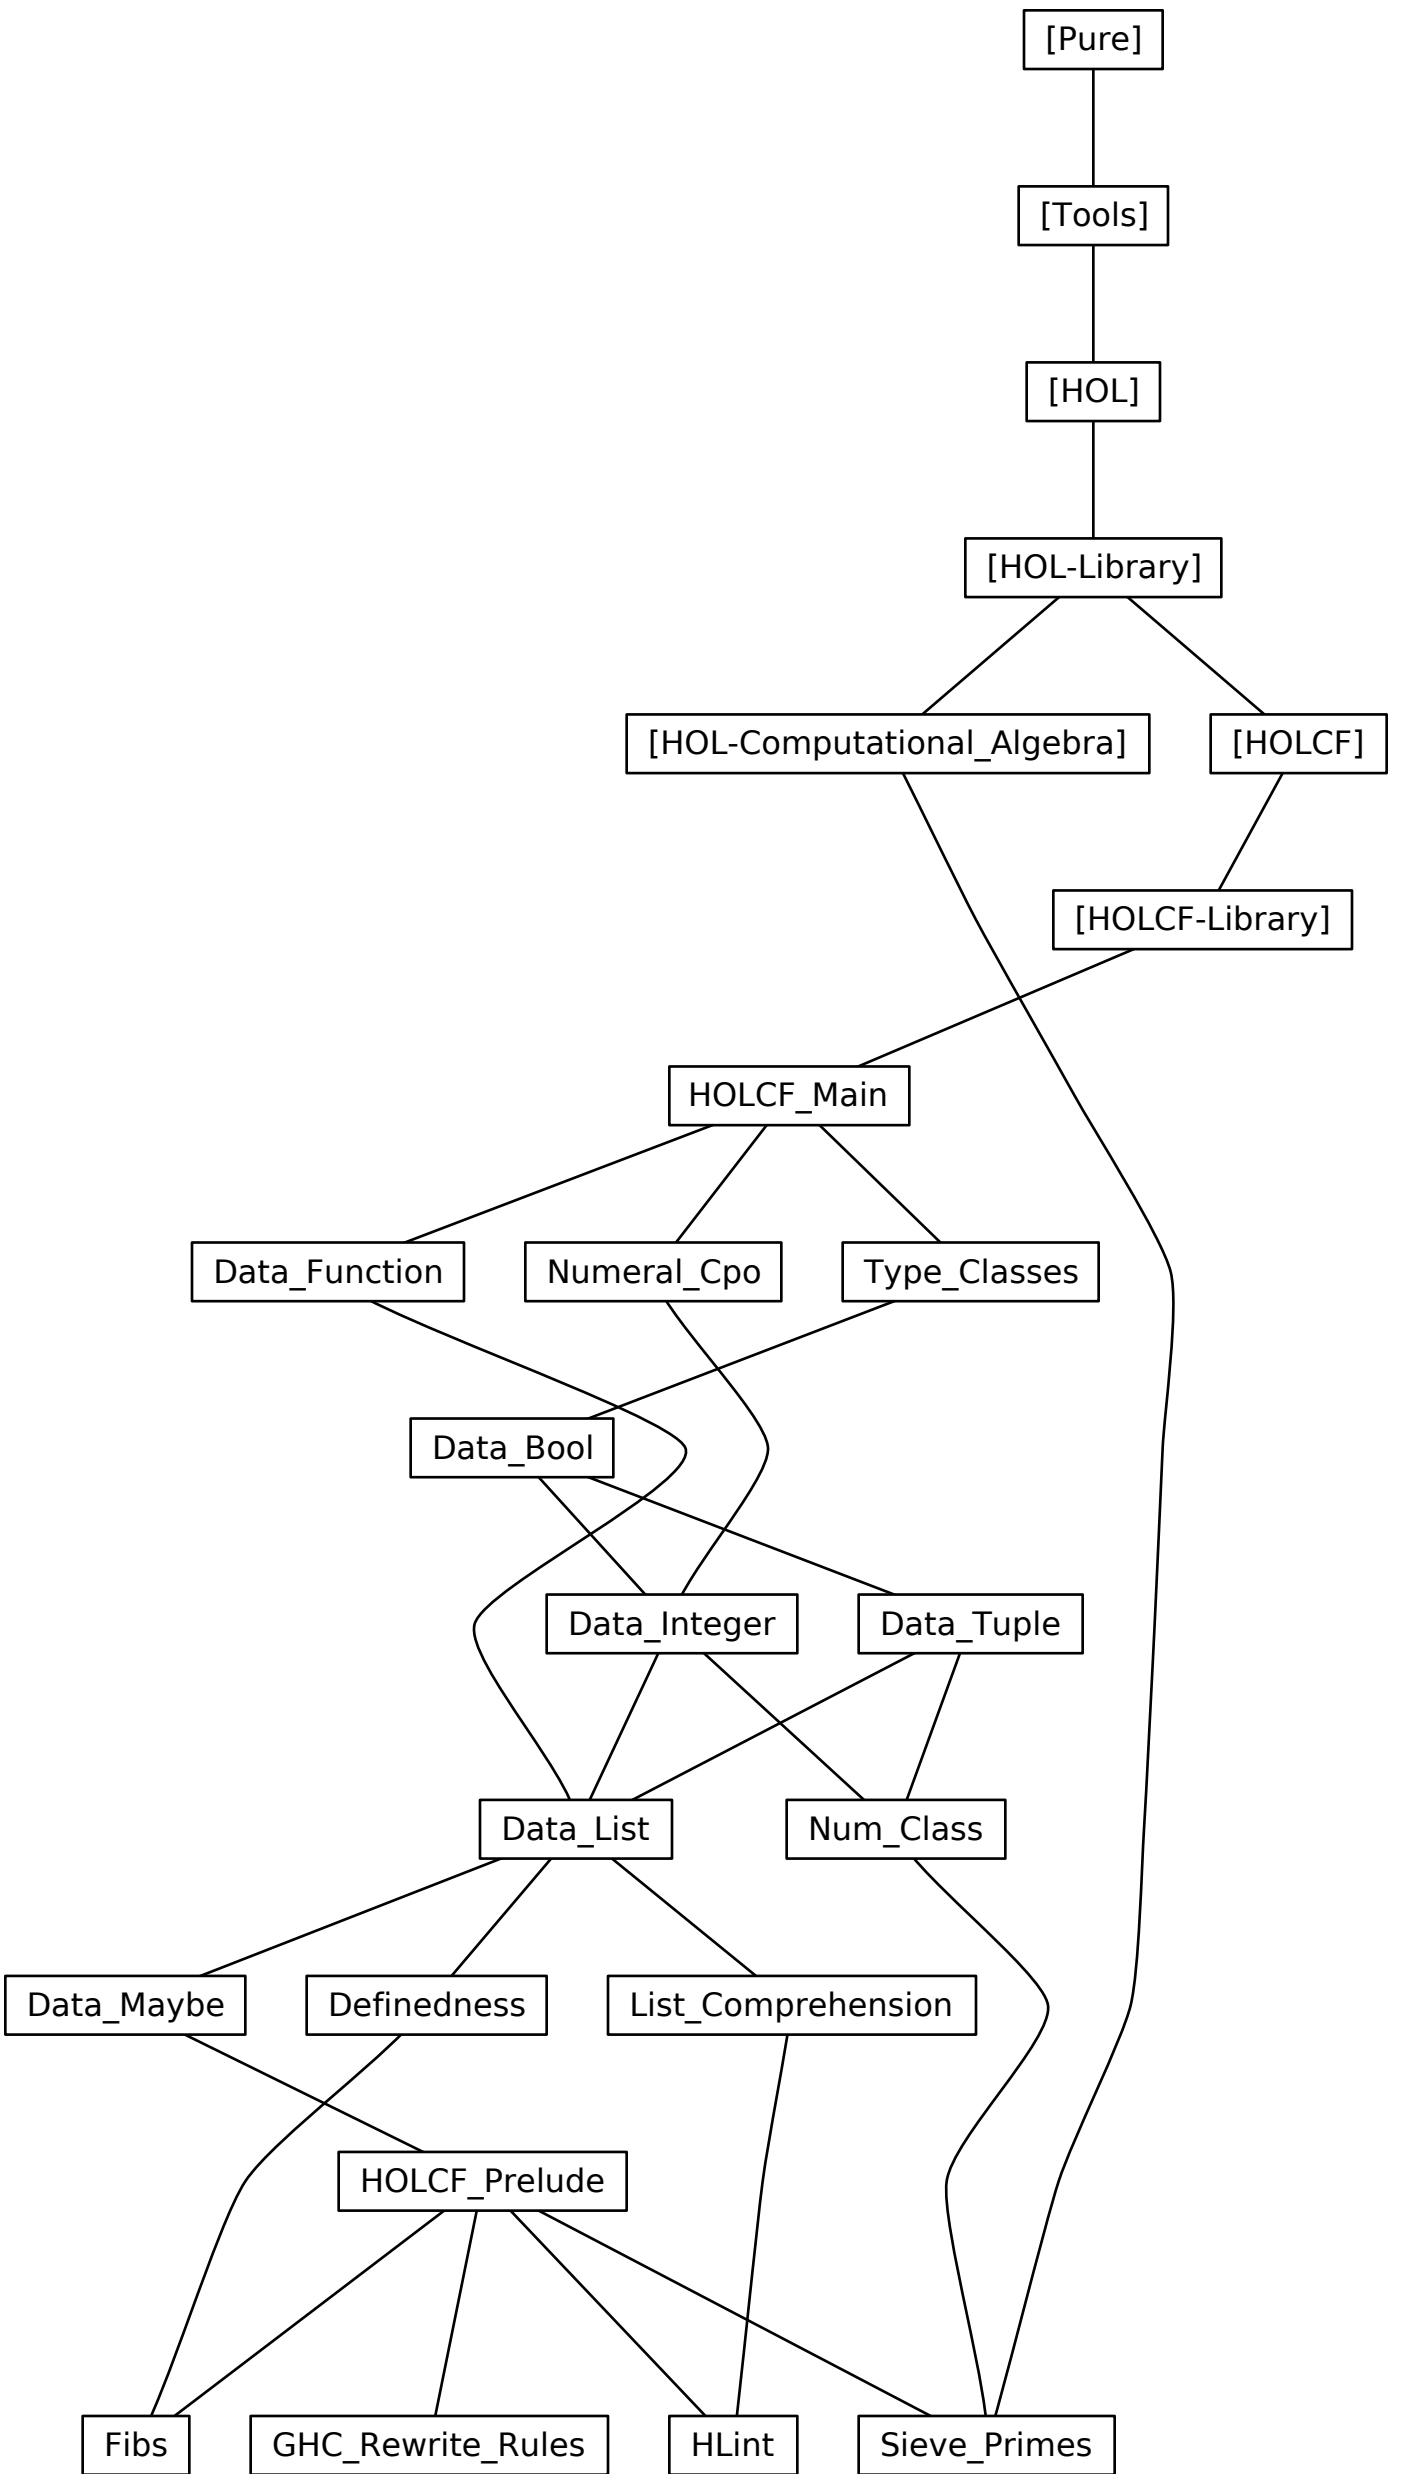 [Pure]
[Tools]
[HOL]
[HOL-Library]
[HOL-Computational_Algebra]
[HOLCF]
[HOLCF-Library]
HOLCF_Main
Data_Function
Numeral_Cpo
Type_Classes
Data_Bool
Data_Integer
Data_Tuple
Data_List
Num_Class
Data_Maybe
Definedness
List_Comprehension
HOLCF_Prelude
Fibs
GHC_Rewrite_Rules
HLint
Sieve_Primes